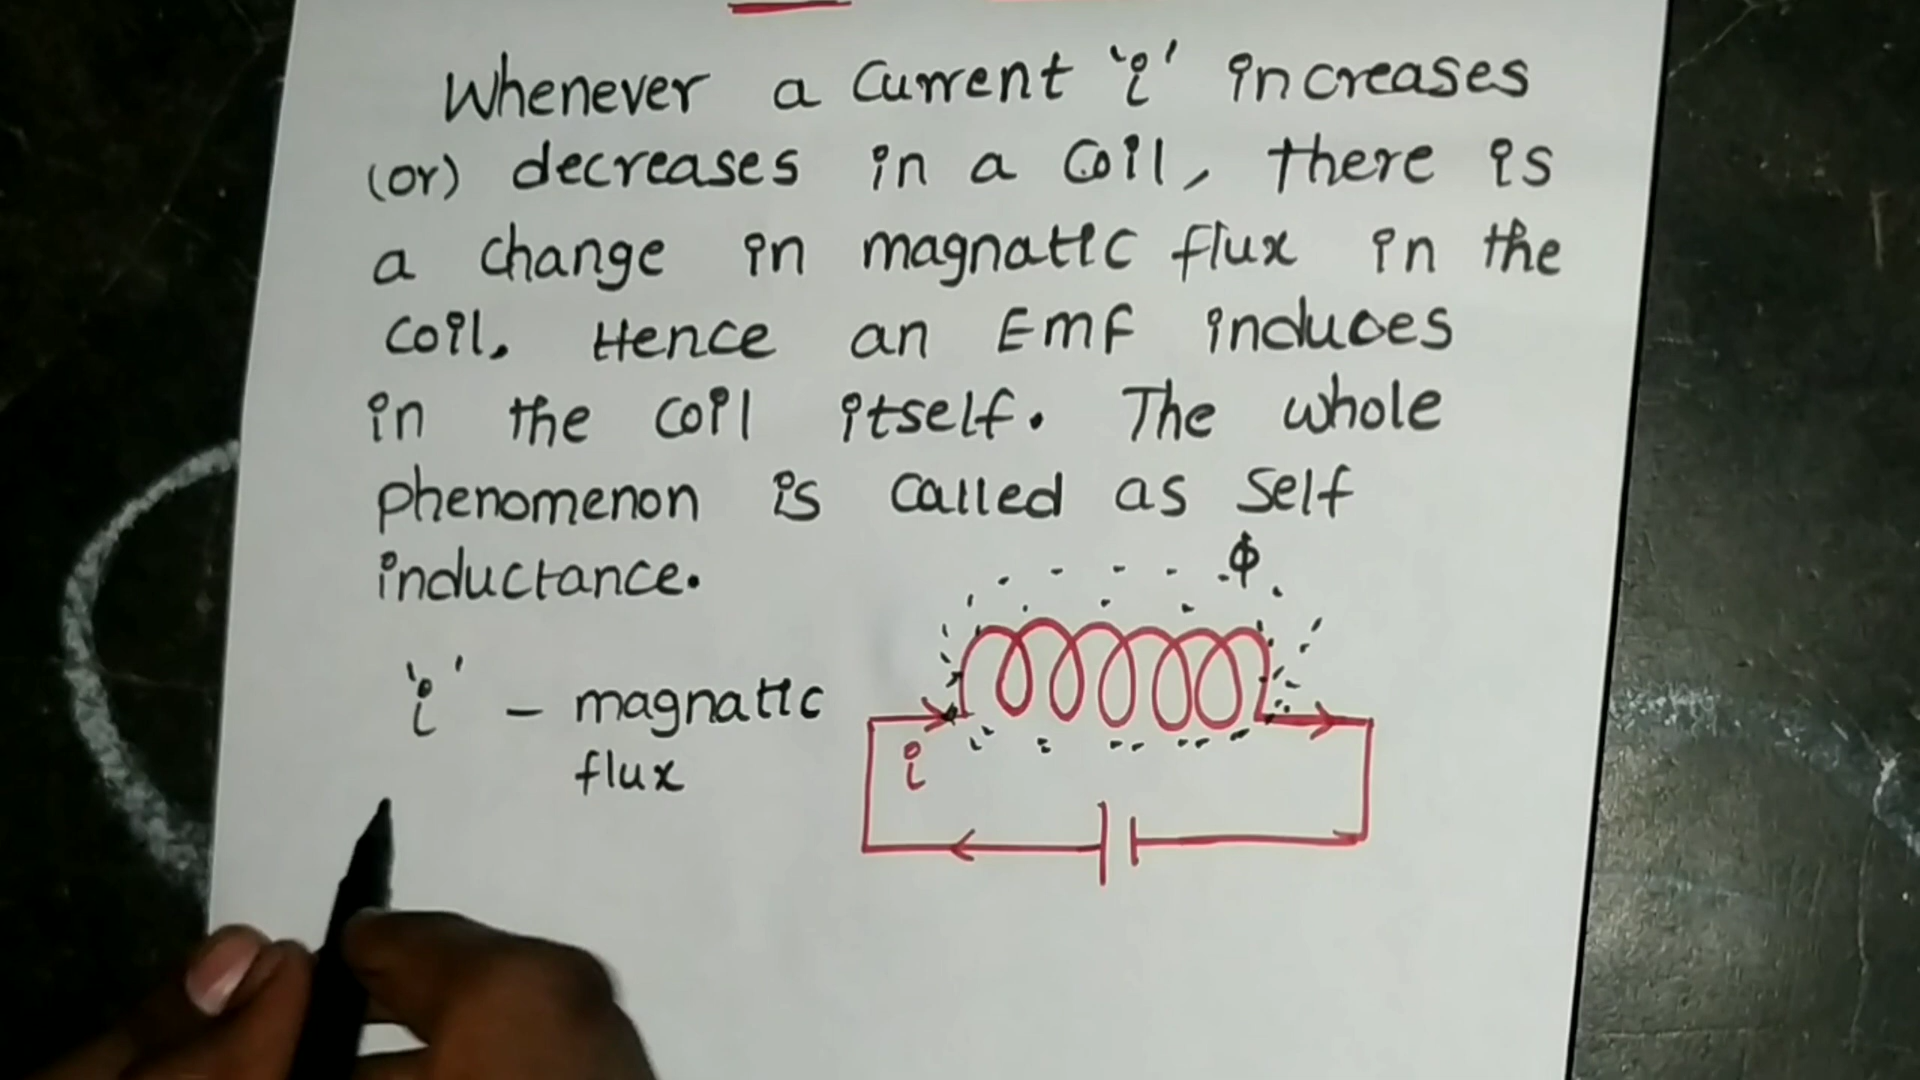 Whenever a current 'i' increases
(or) decreases in a coil, there is
a change in magnatic flux in the
coil. Hence an EMF induces
in the coil itself. The whole
phenomenon is called as self
inductance.
ɸ
'i' - magnatic
flux
i